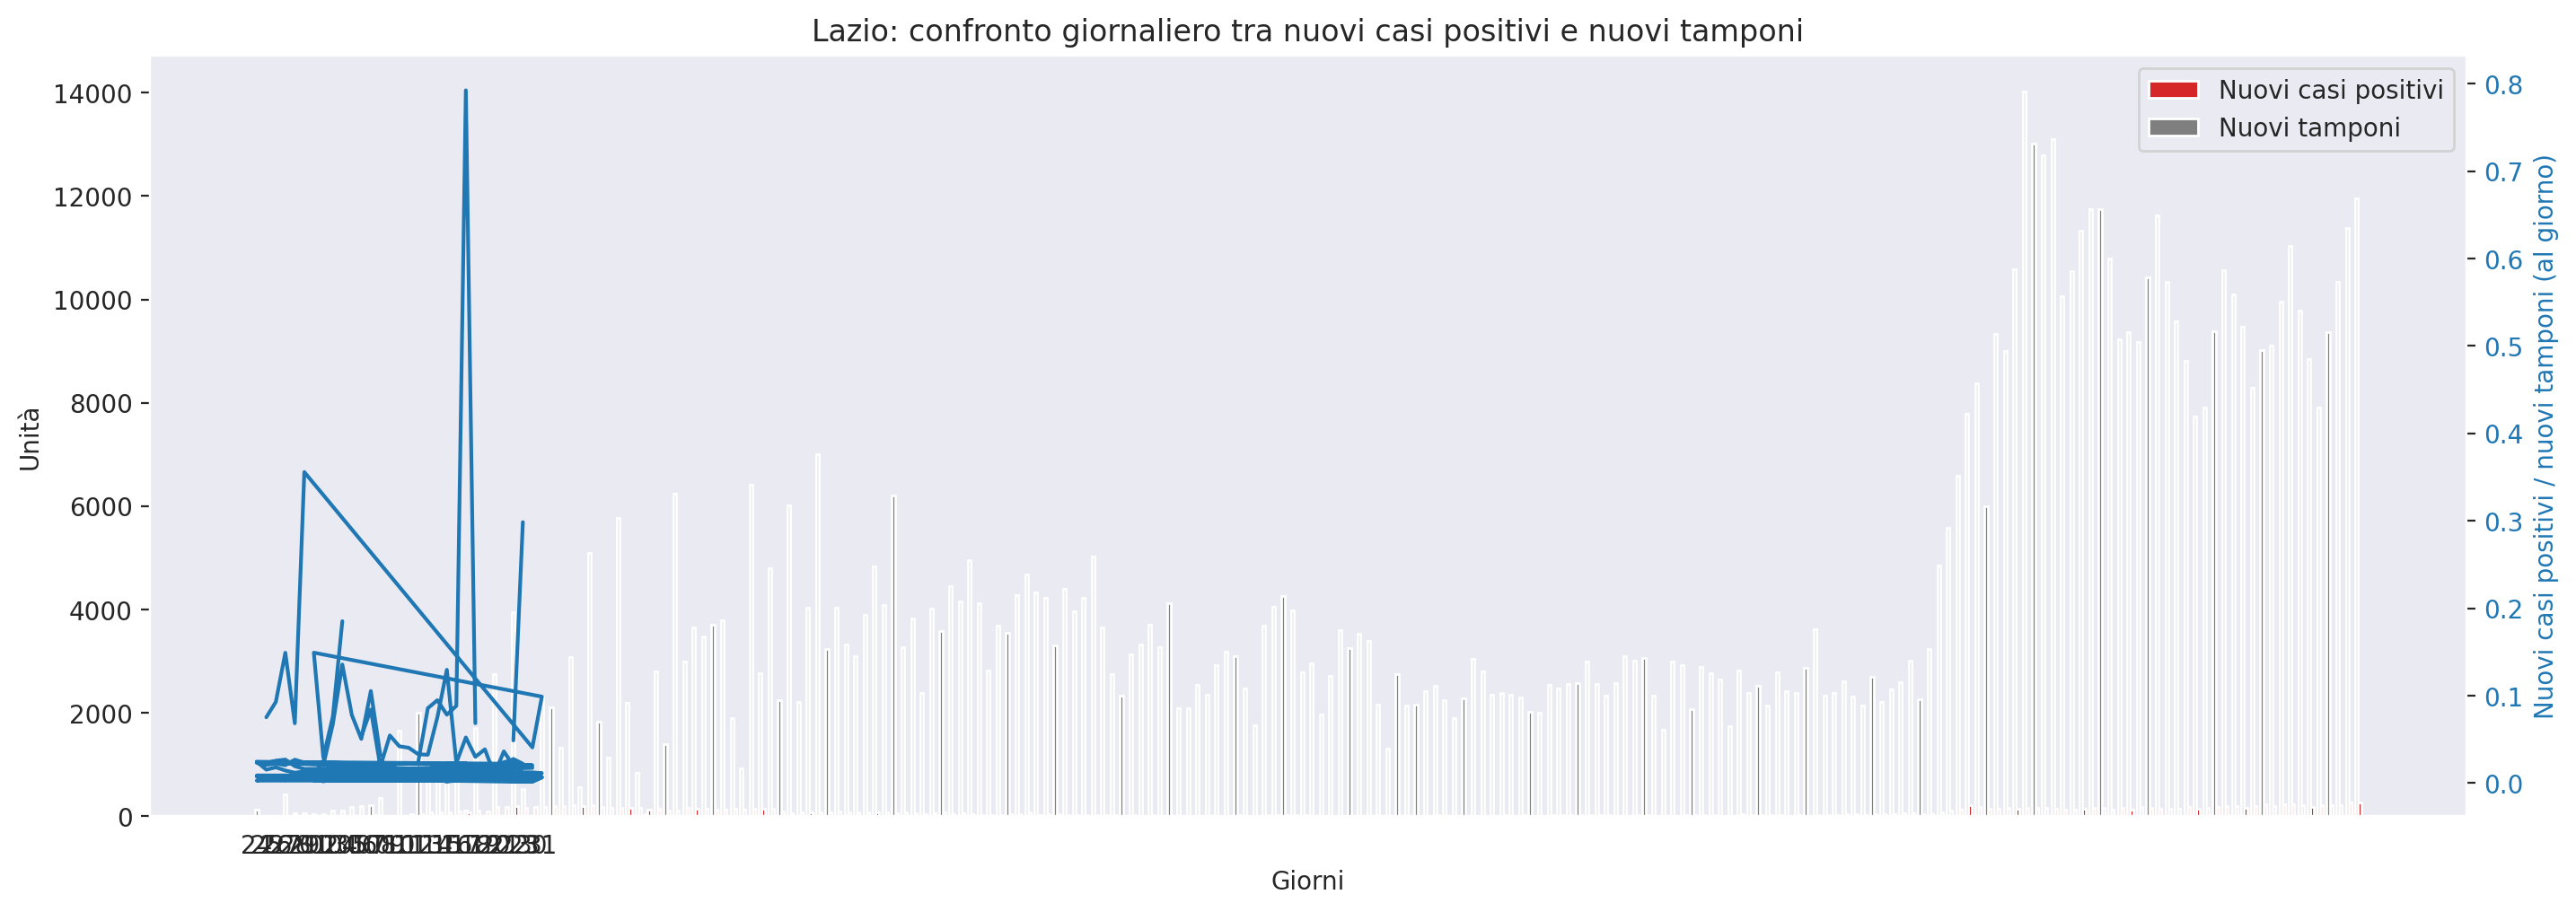 Lazio: confronto giornaliero tra nuovi casi positivi e nuovi tamponi
Nuovi casi positivi
Nuovi tamponi
14000
12000
10000
8000
6000
4000
2000
0
Unità
0.8
0.7
0.6
0.5
0.4
0.3
0.2
0.1
0.0
Nuovi casi positivi / nuovi tamponi (al giorno)
Giorni